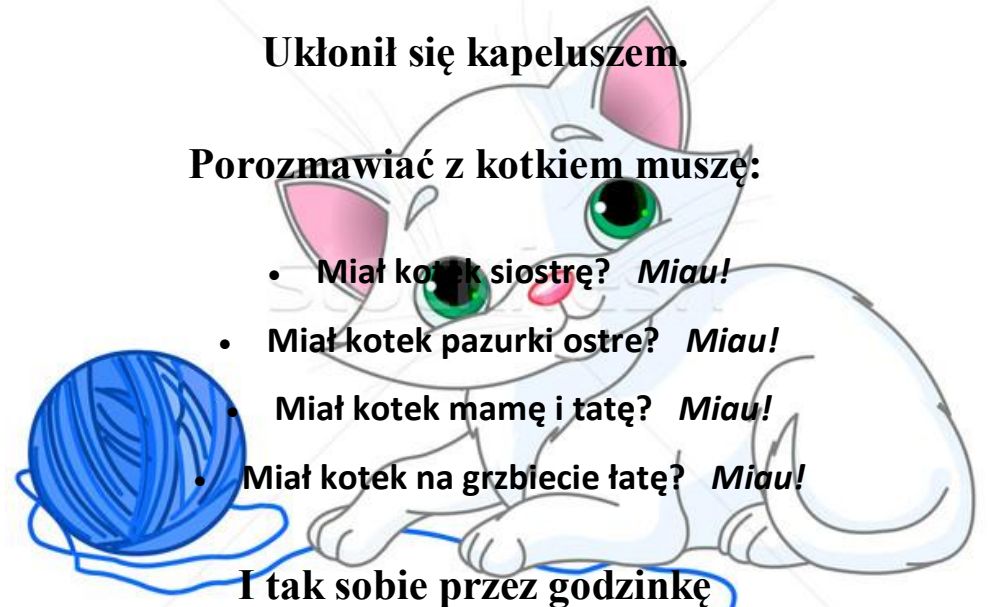 Ukłonił się kapeluszem.
Porozmawiać z kotkiem muszę:
• Miał kotek siostrę? Miau!
• Miał kotek pazurki ostre? Miau!
• Miał kotek mamę i tatę? Miau!
• Miał kotek na grzbiecie łatę? Miau!
I tak sobie przez godzinkę